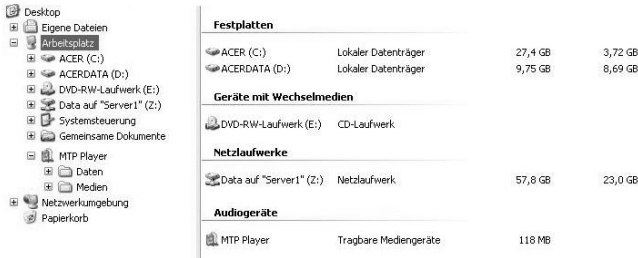 Desktop
Eigene Dateien
Arbeitsplatz
ACER (C:)
ACERDATA (D:)
DVD-RW-Laufwerk (E:)
Data auf "Server1" (Z:)
Systemsteuerung
Gemeinsame Dokumente
MTP Player
Daten
Medien
Netzwerkumgebung
Papierkorb
Festplatten
ACER (C:) Lokaler Datenträger 27,4 GB 3,72 GB
ACERDATA (D:) Lokaler Datenträger 9,75 GB 8,69 GB
Geräte mit Wechselmedien
DVD-RW-Laufwerk (E:) CD-Laufwerk
Netzlaufwerke
Data auf "Server1" (Z:) Netzlaufwerk 57,8 GB 23,0 GB
Audiogeräte
MTP Player Tragbare Mediengeräte 118 MB